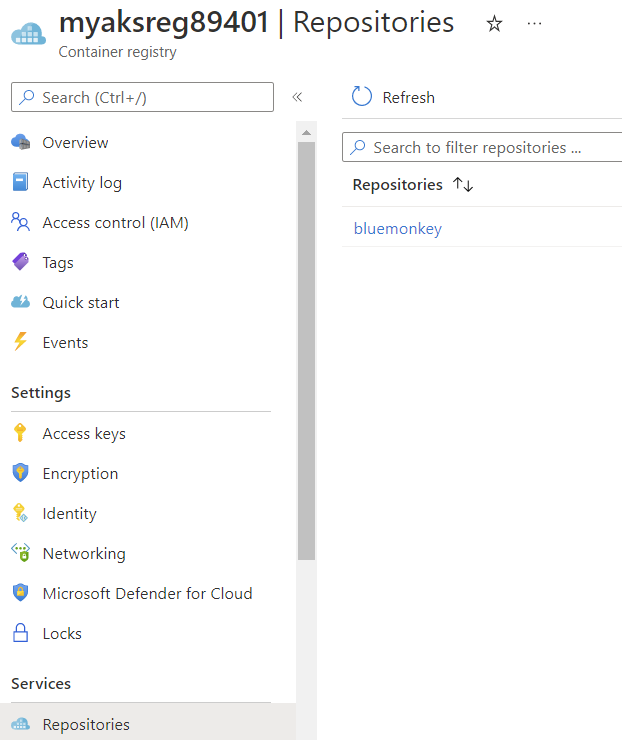 myaksreg89401 | Repositories ☆ ...
Container registry
Search (Ctrl+/)
«
Overview
Activity log
Access control (IAM)
Tags
Quick start
Events
Settings
Access keys
Encryption
Identity
Networking
Microsoft Defender for Cloud
Locks
Services
Repositories
Refresh
Search to filter repositories ...
Repositories ↑↓
bluemonkey